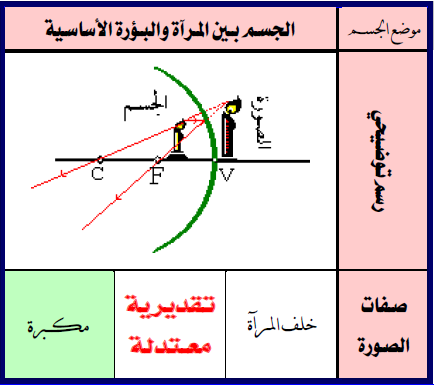 موضع الجسم
الجسم بين المرآة والبؤرة الأساسية
رسم توضيحي
الجسم
الصورة
C
F
V
صفات
الصورة
خلف المرآة
تقديرية
معتدلة
مكبرة